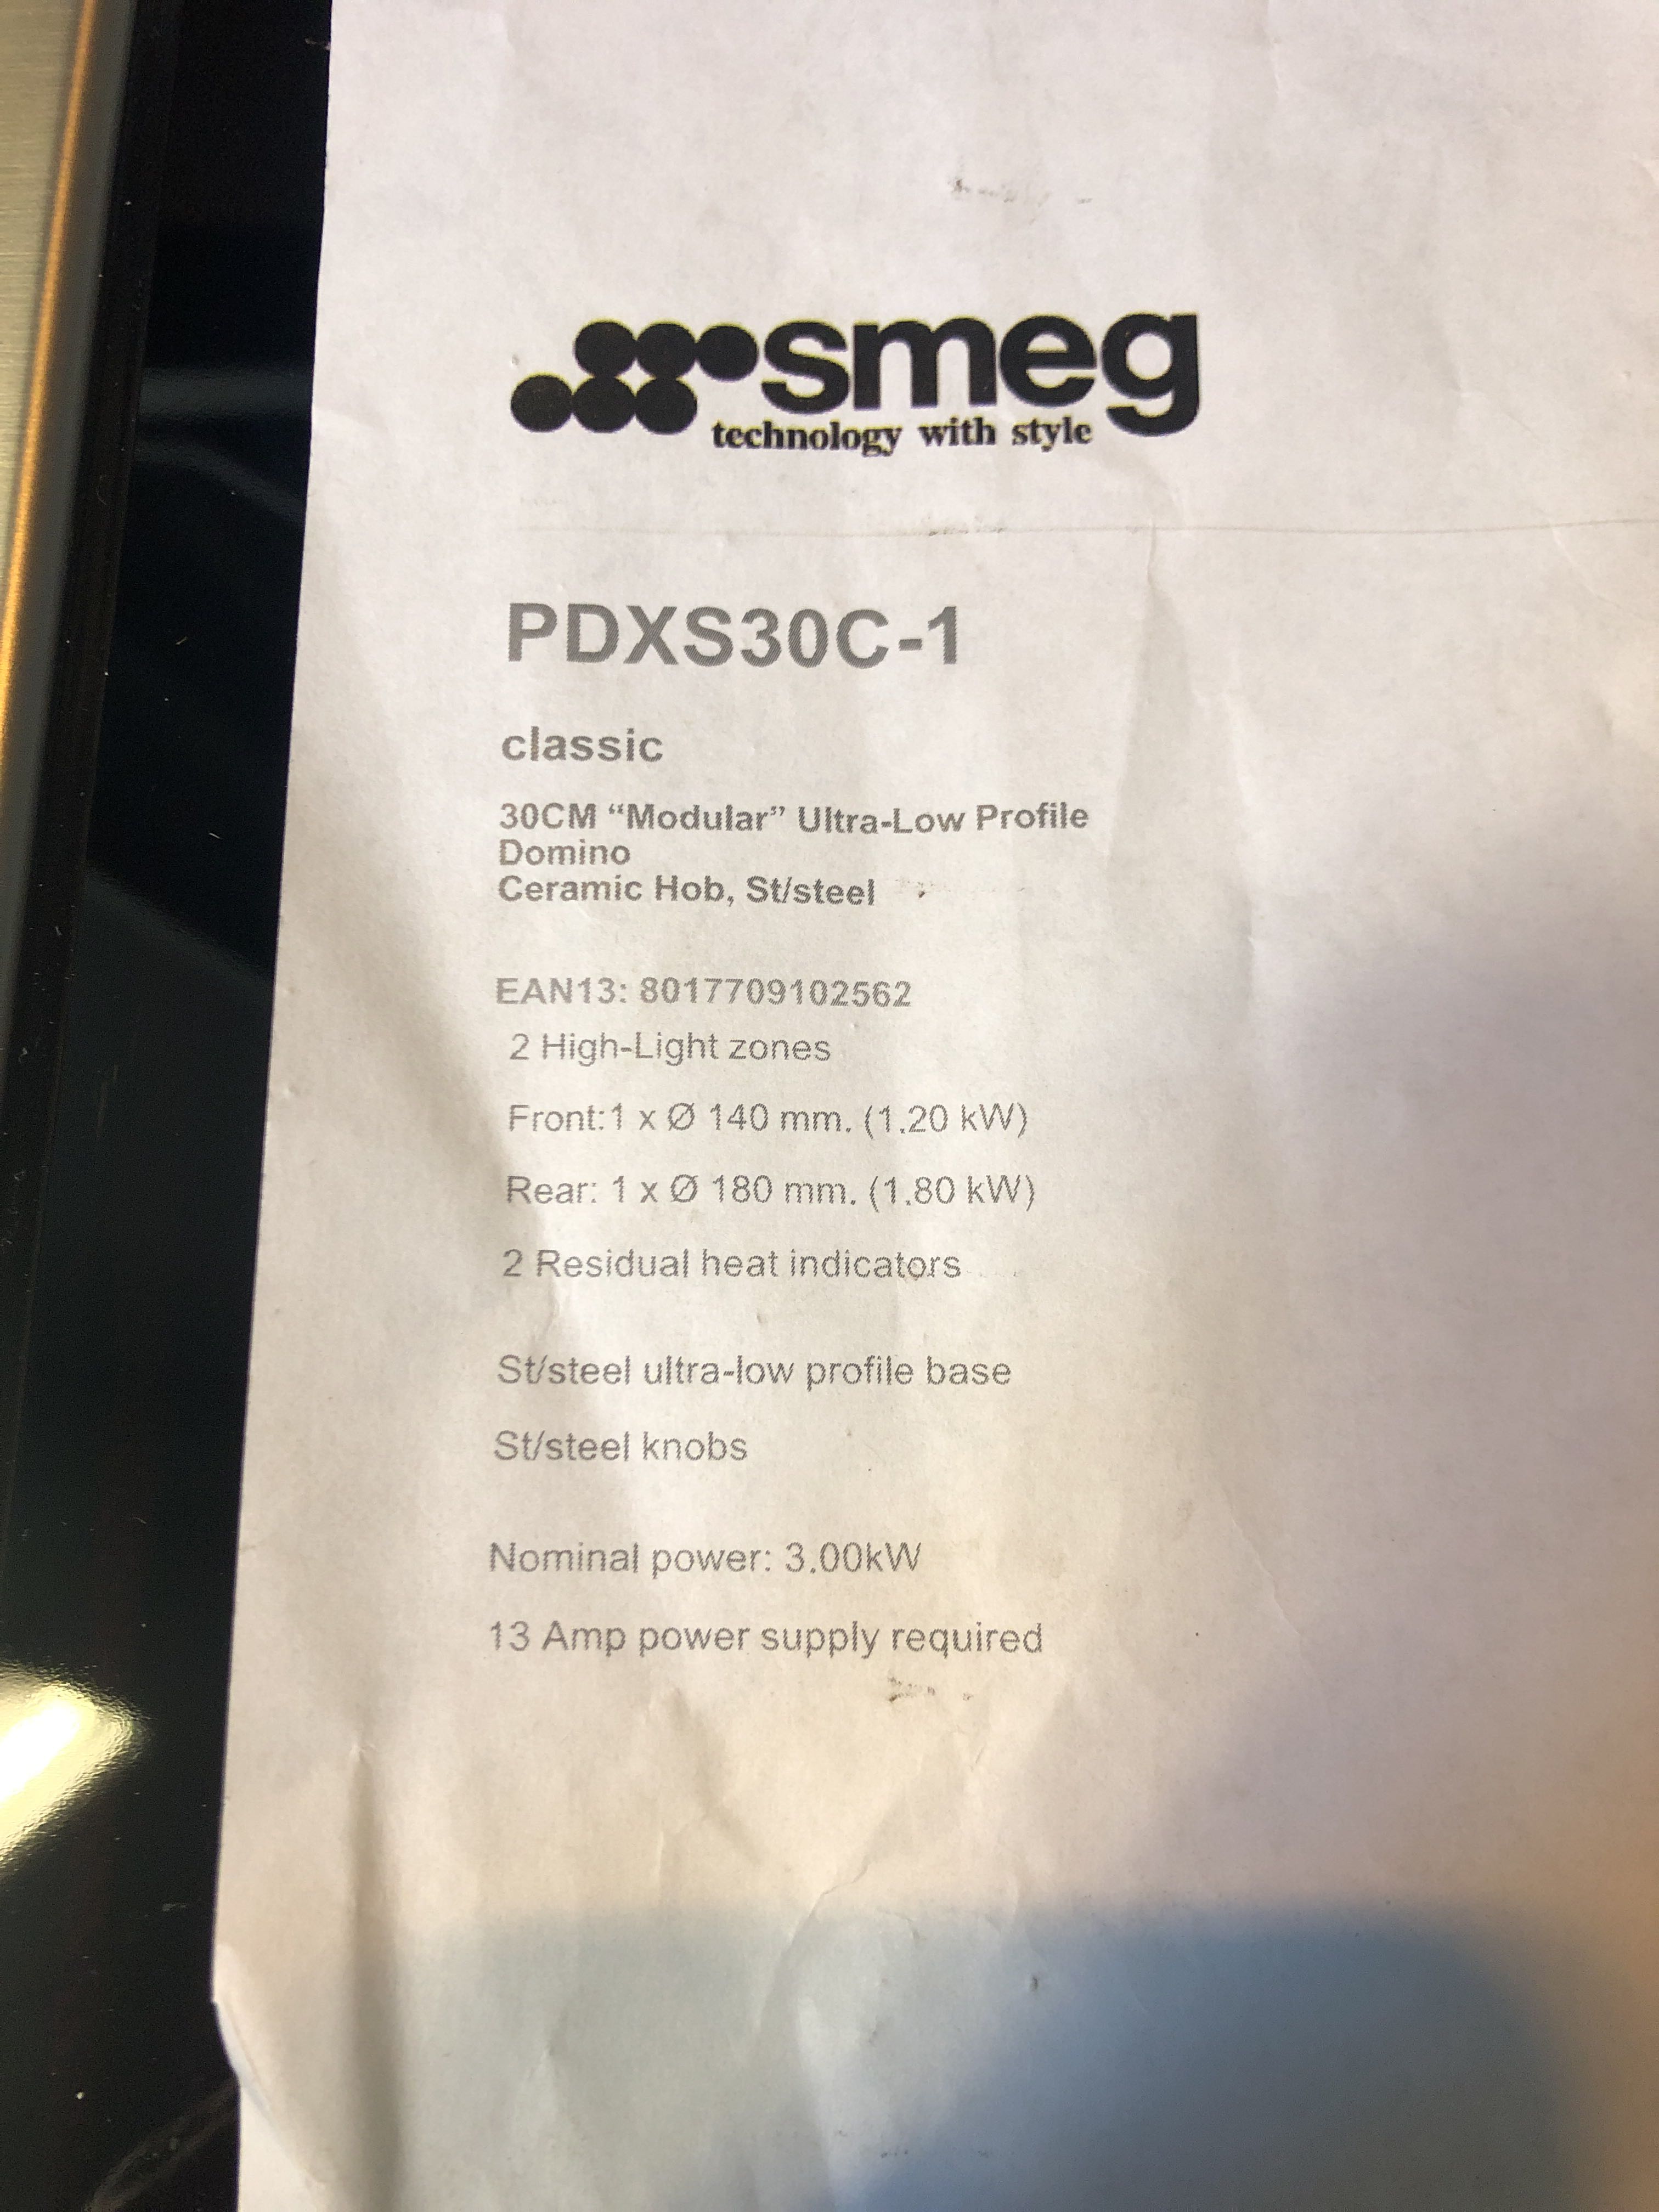 smeg
technology with style
PDXS30C-1
classic
30CM “Modular” Ultra-Low Profile
Domino
Ceramic Hob, St/steel
EAN13: 8017709102562
2 High-Light zones
Front:1 x Ø 140 mm. (1.20 kW)
Rear: 1 x Ø 180 mm. (1.80 kW)
2 Residual heat indicators
St/steel ultra-low profile base
St/steel knobs
Nominal power: 3.00kW
13 Amp power supply required